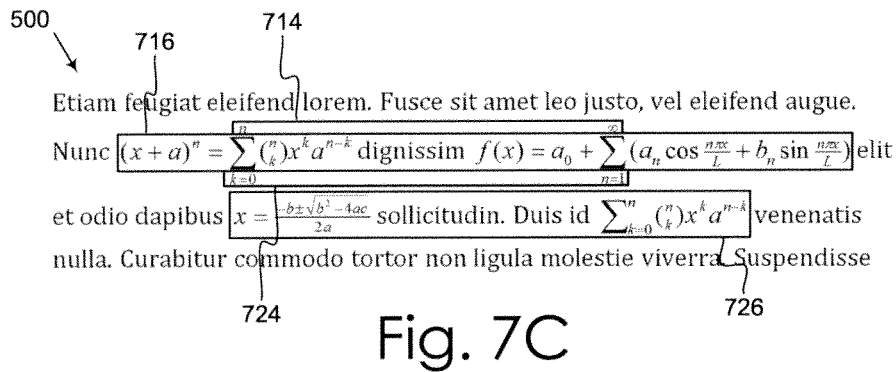 500
716
714
Etiam feugiat eleifend lorem. Fusce sit amet leo justo, vel eleifend augue.
Nunc (x + a)^n = ∑_{k=0}^{n} (n k) x^k a^{n−k} dignissim f(x) = a_0 + ∑_{n=1}^{∞} (a_n cos nπx/L + b_n sin nπx/L) elit
et odio dapibus x = −b±√(b²−4ac)/2a sollicitudin. Duis id ∑_{k=0}^{n} (n k) x^k a^{n−k} venenatis
nulla. Curabitur commodo tortor non ligula molestie viverra. Suspendisse
724
726
Fig. 7C